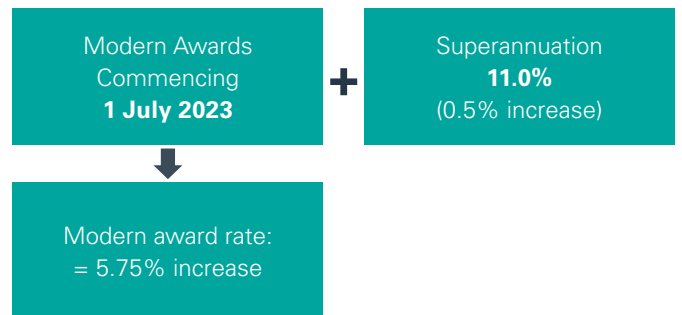 Modern Awards
Commencing
1 July 2023
+
Superannuation
11.0%
(0.5% increase)
Modern award rate:
= 5.75% increase